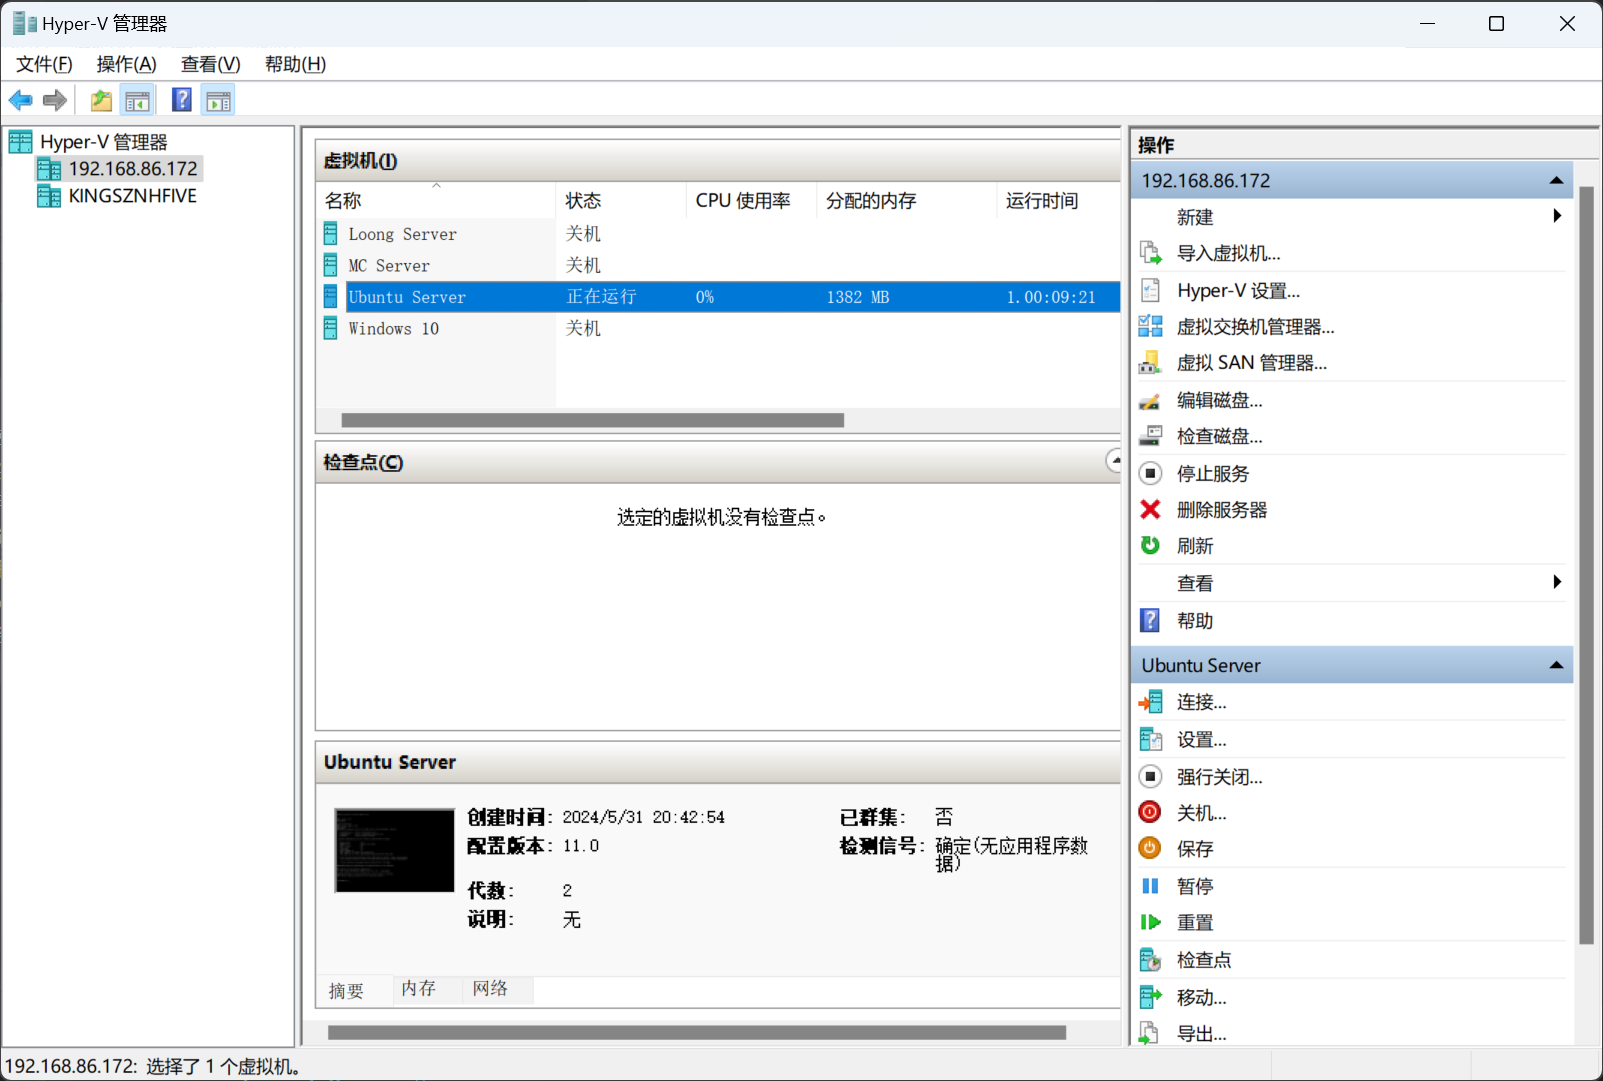 Hyper-V 管理器
文件(F) 操作(A) 查看(V) 帮助(H)
Hyper-V 管理器
192.168.86.172
KINGSZNHFIVE
虚拟机(I)
名称 状态 CPU 使用率 分配的内存 运行时间
Loong Server 关机
MC Server 关机
Ubuntu Server 正在运行 0% 1382 MB 1.00:09:21
Windows 10 关机
检查点(C)
选定的虚拟机没有检查点。
Ubuntu Server
创建时间: 2024/5/31 20:42:54 已群集: 否
配置版本: 11.0 检测信号: 确定(无应用程序数
据)
代数: 2
说明: 无
摘要 内存 网络
操作
192.168.86.172
新建
导入虚拟机...
Hyper-V 设置...
虚拟交换机管理器...
虚拟 SAN 管理器...
编辑磁盘...
检查磁盘...
停止服务
删除服务器
刷新
查看
帮助
Ubuntu Server
连接...
设置...
强行关闭...
关机...
保存
暂停
重置
检查点
移动...
导出...
192.168.86.172: 选择了 1 个虚拟机。